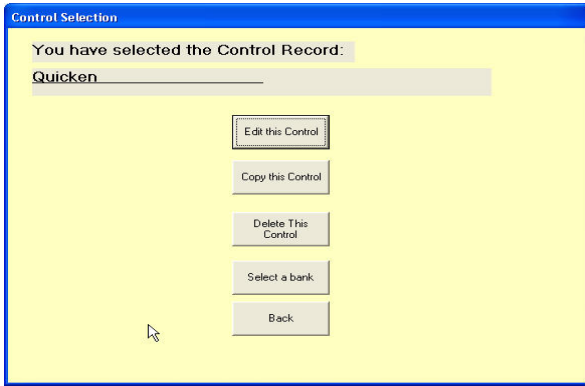 Control Selection
You have selected the Control Record:
Quicken
Edit this Control
Copy this Control
Delete This
Control
Select a bank
Back